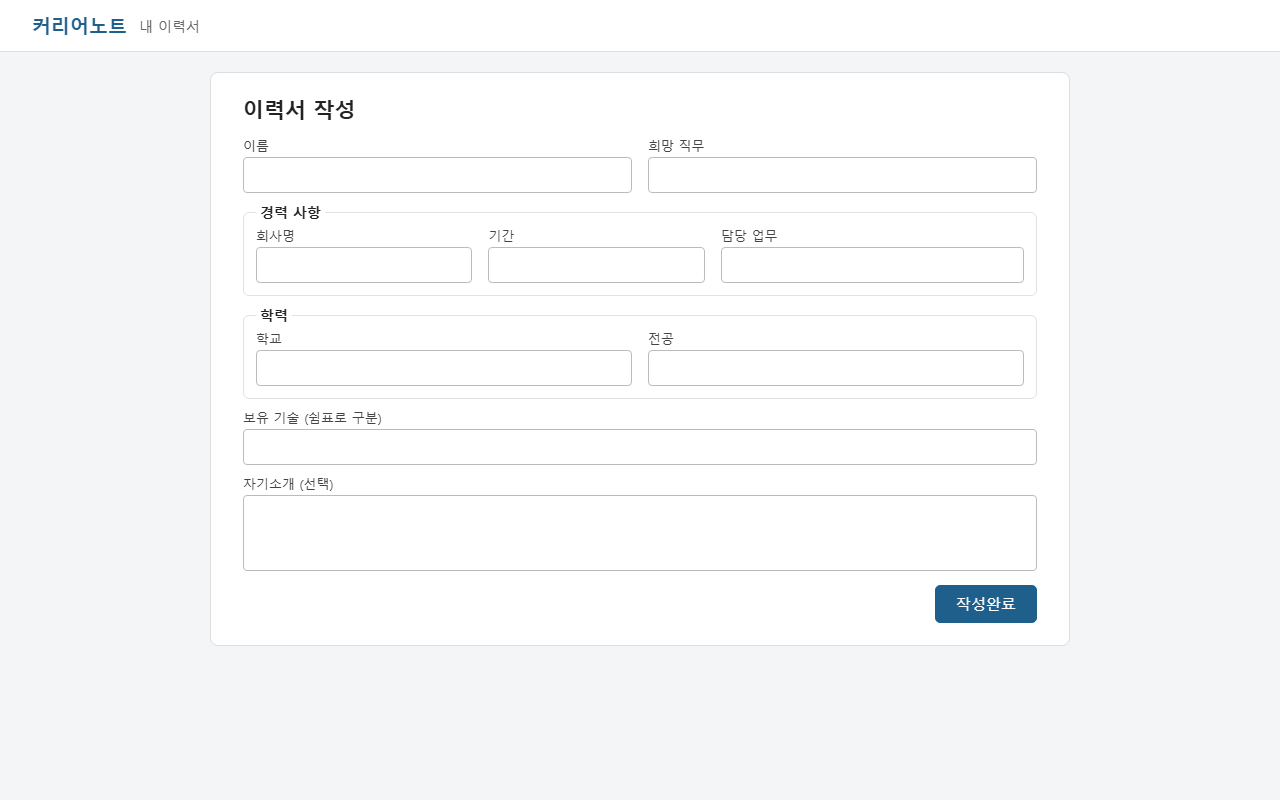 커리어노트 내 이력서
이력서 작성
이름 희망 직무
경력 사항
회사명 기간 담당 업무
학력
학교 전공
보유 기술 (쉼표로 구분)
자기소개 (선택)
작성완료